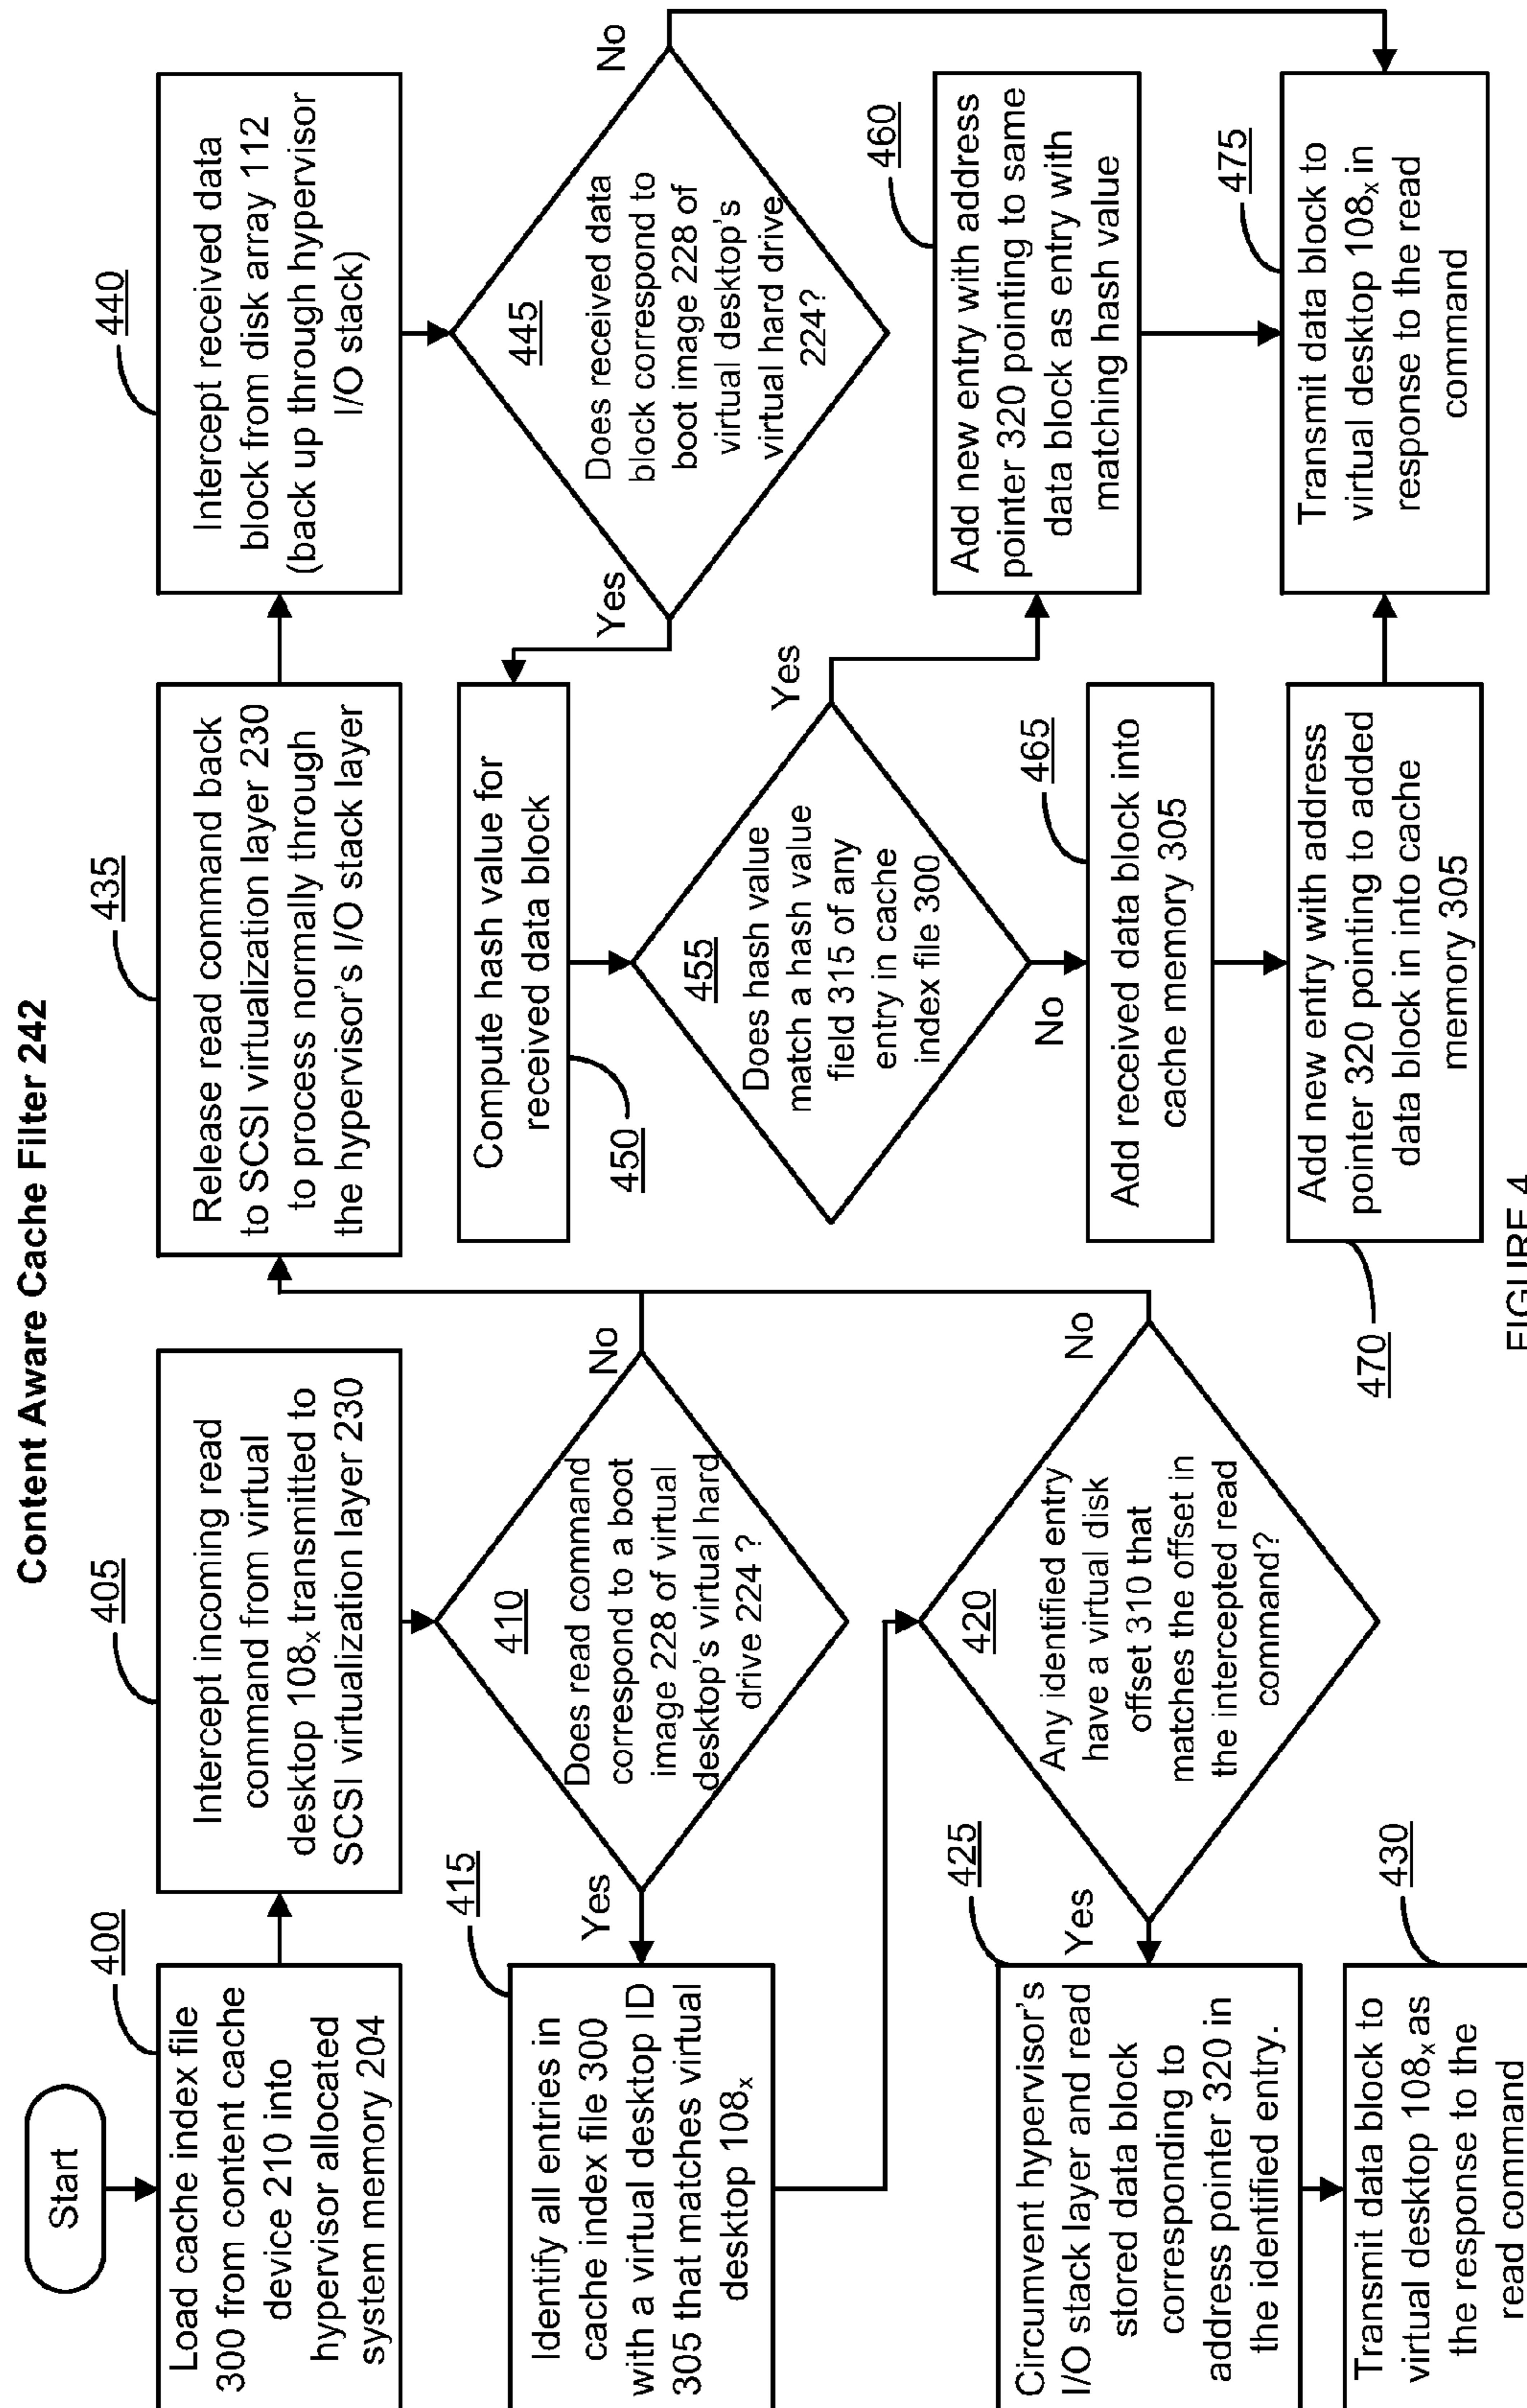 Content Aware Cache Filter 242
Start
400
Load cache index file
300 from content cache
device 210 into
hypervisor allocated
system memory 204
405
Intercept incoming read
command from virtual
desktop 108x transmitted to
SCSI virtualization layer 230
410
Does read command
correspond to a boot
image 228 of virtual
desktop's virtual hard
drive 224 ?
Yes
No
415
Identify all entries in
cache index file 300
with a virtual desktop ID
305 that matches virtual
desktop 108x
420
Any identified entry
have a virtual disk
offset 310 that
matches the offset in
the intercepted read
command?
Yes
No
425
Circumvent hypervisor's
I/O stack layer and read
stored data block
corresponding to
address pointer 320 in
the identified entry.
430
Transmit data block to
virtual desktop 108x as
the response to the
read command
435
Release read command back
to SCSI virtualization layer 230
to process normally through
the hypervisor's I/O stack layer
440
Intercept received data
block from disk array 112
(back up through hypervisor
I/O stack)
445
Does received data
block correspond to
boot image 228 of
virtual desktop's
virtual hard drive
224?
Yes
No
450
Compute hash value for
received data block
455
Does hash value
match a hash value
field 315 of any
entry in cache
index file 300
Yes
No
460
Add new entry with address
pointer 320 pointing to same
data block as entry with
matching hash value
465
Add received data block into
cache memory 305
470
Add new entry with address
pointer 320 pointing to added
data block in into cache
memory 305
475
Transmit data block to
virtual desktop 108x in
response to the read
command
FIGURE 4